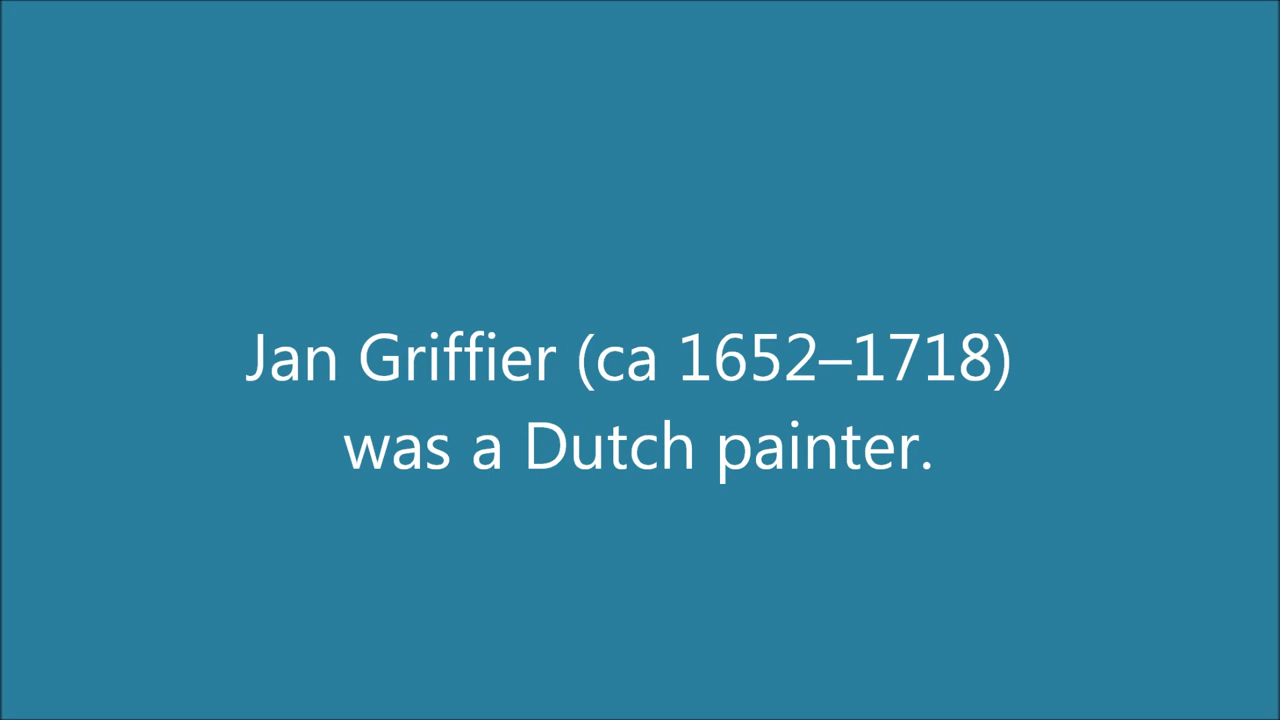 Jan Griffier (ca 1652–1718)
was a Dutch painter.